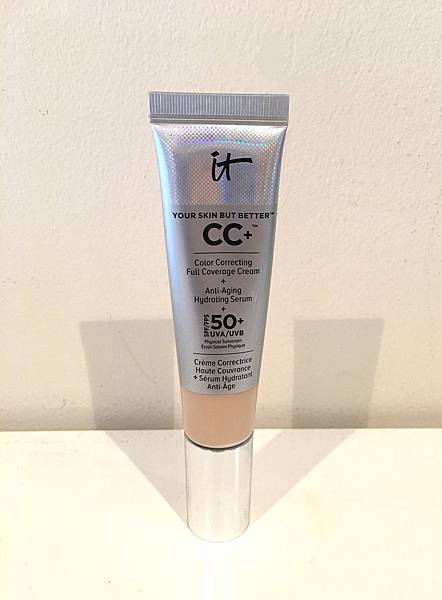 it
YOUR SKIN BUT BETTER™
CC+™
Color Correcting
Full Coverage Cream
+
Anti-Aging
Hydrating Serum
+
SPF/FPS 50+
UVA/UVB
Physical Sunscreen
Écran Solaire Physique
Crème Correctrice
Haute Couvrance
+ Sérum Hydratant
Anti-Âge